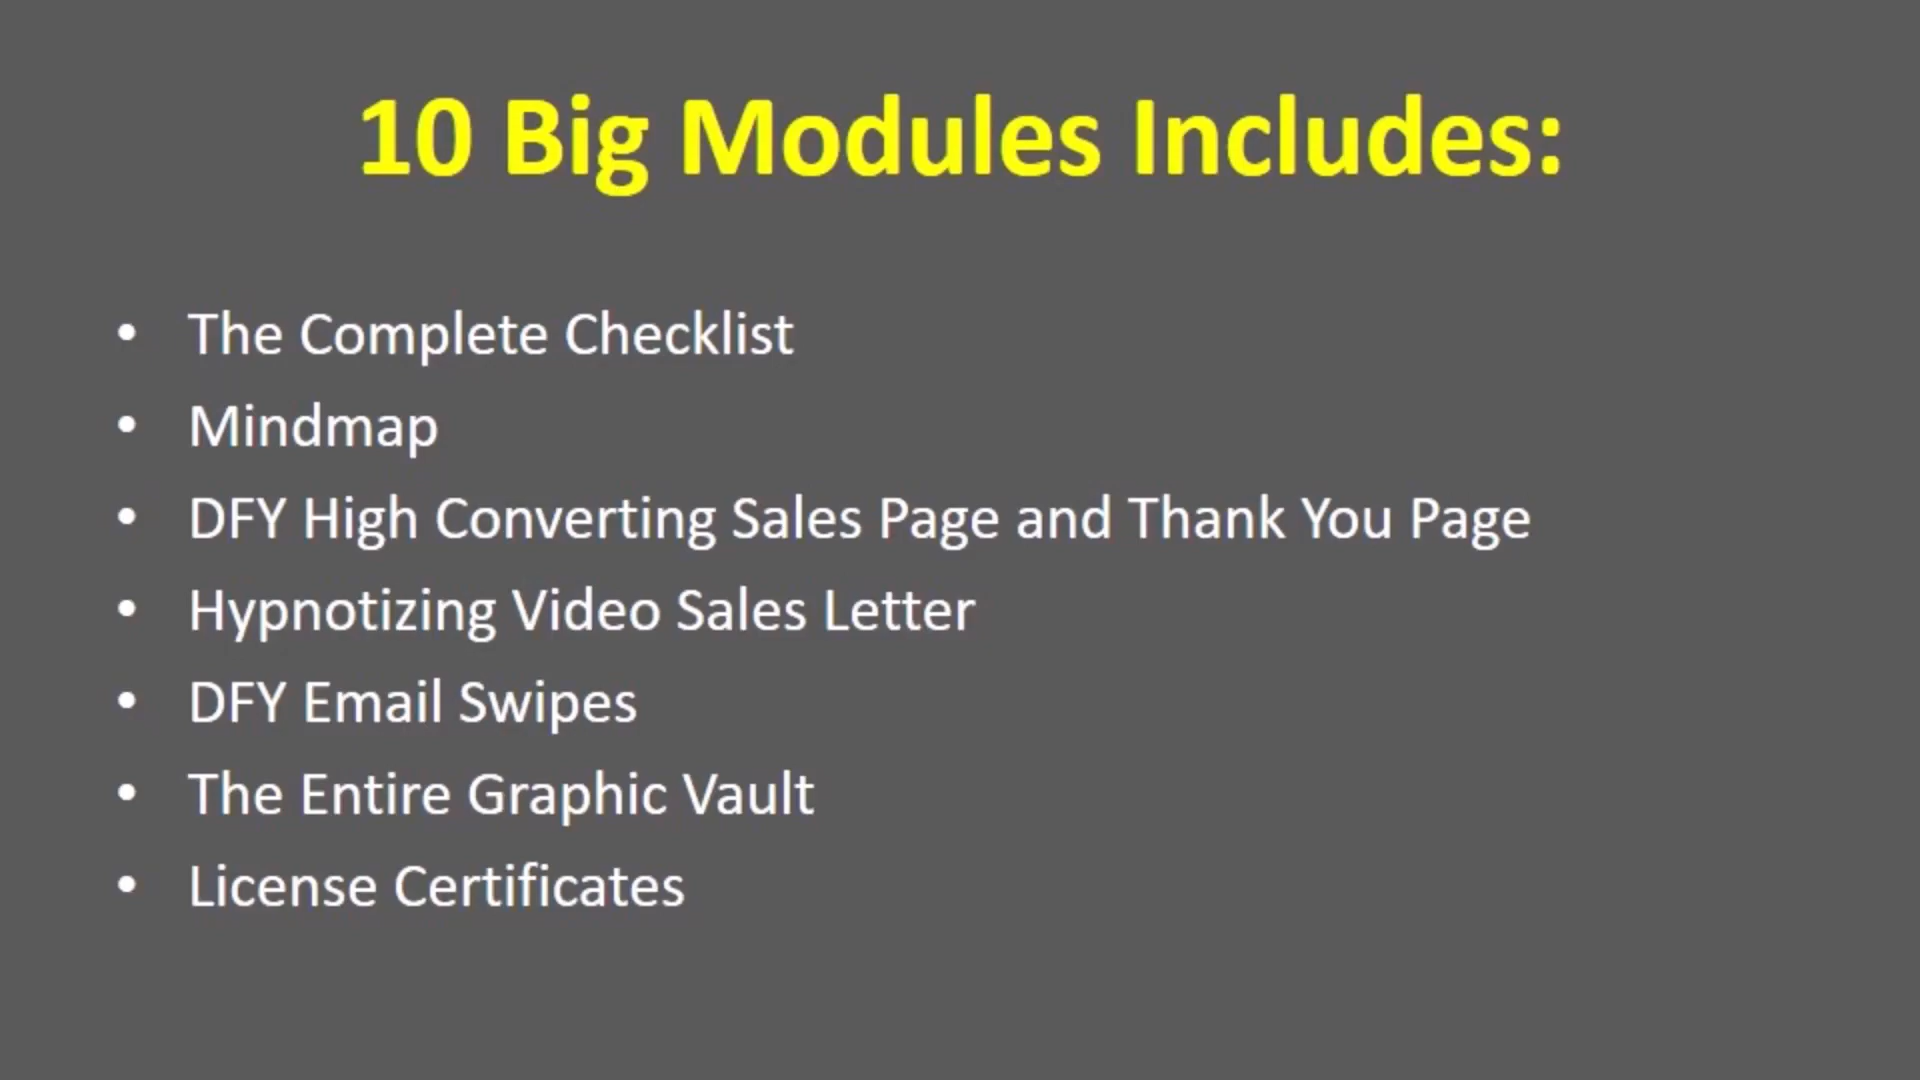 10 Big Modules Includes:
• The Complete Checklist
• Mindmap
• DFY High Converting Sales Page and Thank You Page
• Hypnotizing Video Sales Letter
• DFY Email Swipes
• The Entire Graphic Vault
• License Certificates